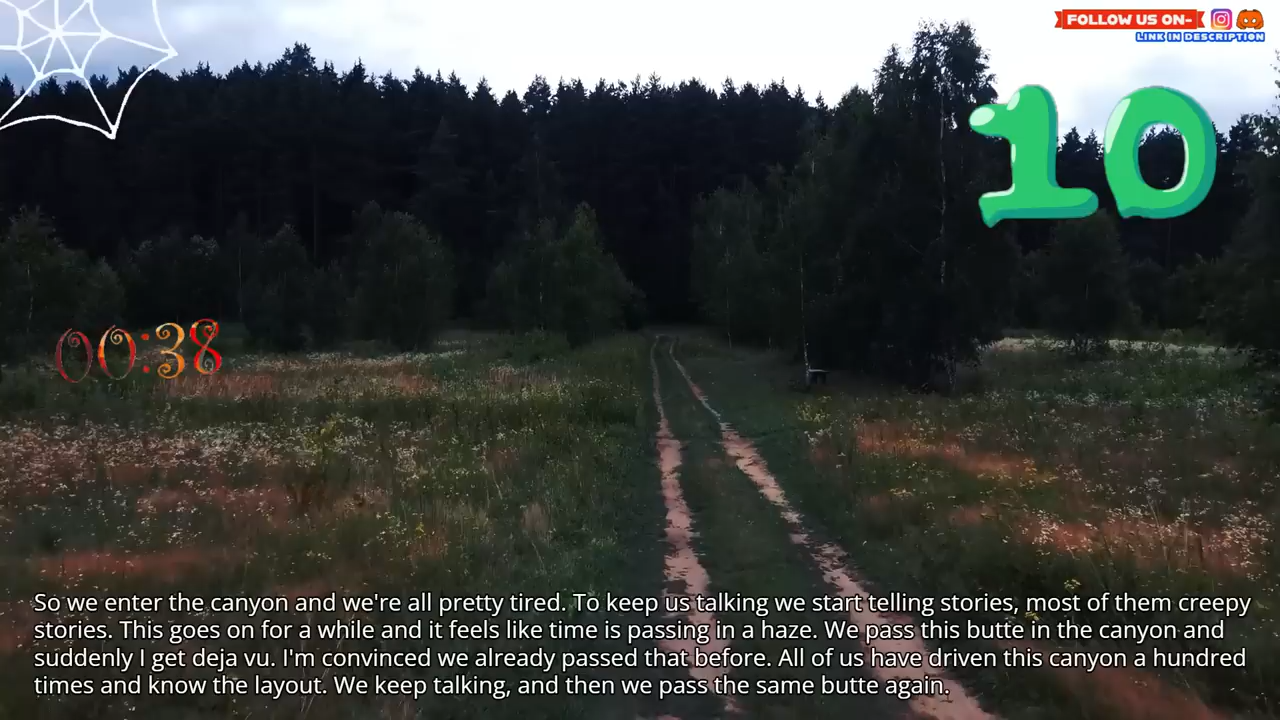 FOLLOW US ON-
LINK IN DESCRIPTION
10
00:38
So we enter the canyon and we're all pretty tired. To keep us talking we start telling stories, most of them creepy
stories. This goes on for a while and it feels like time is passing in a haze. We pass this butte in the canyon and
suddenly I get deja vu. I'm convinced we already passed that before. All of us have driven this canyon a hundred
times and know the layout. We keep talking, and then we pass the same butte again.